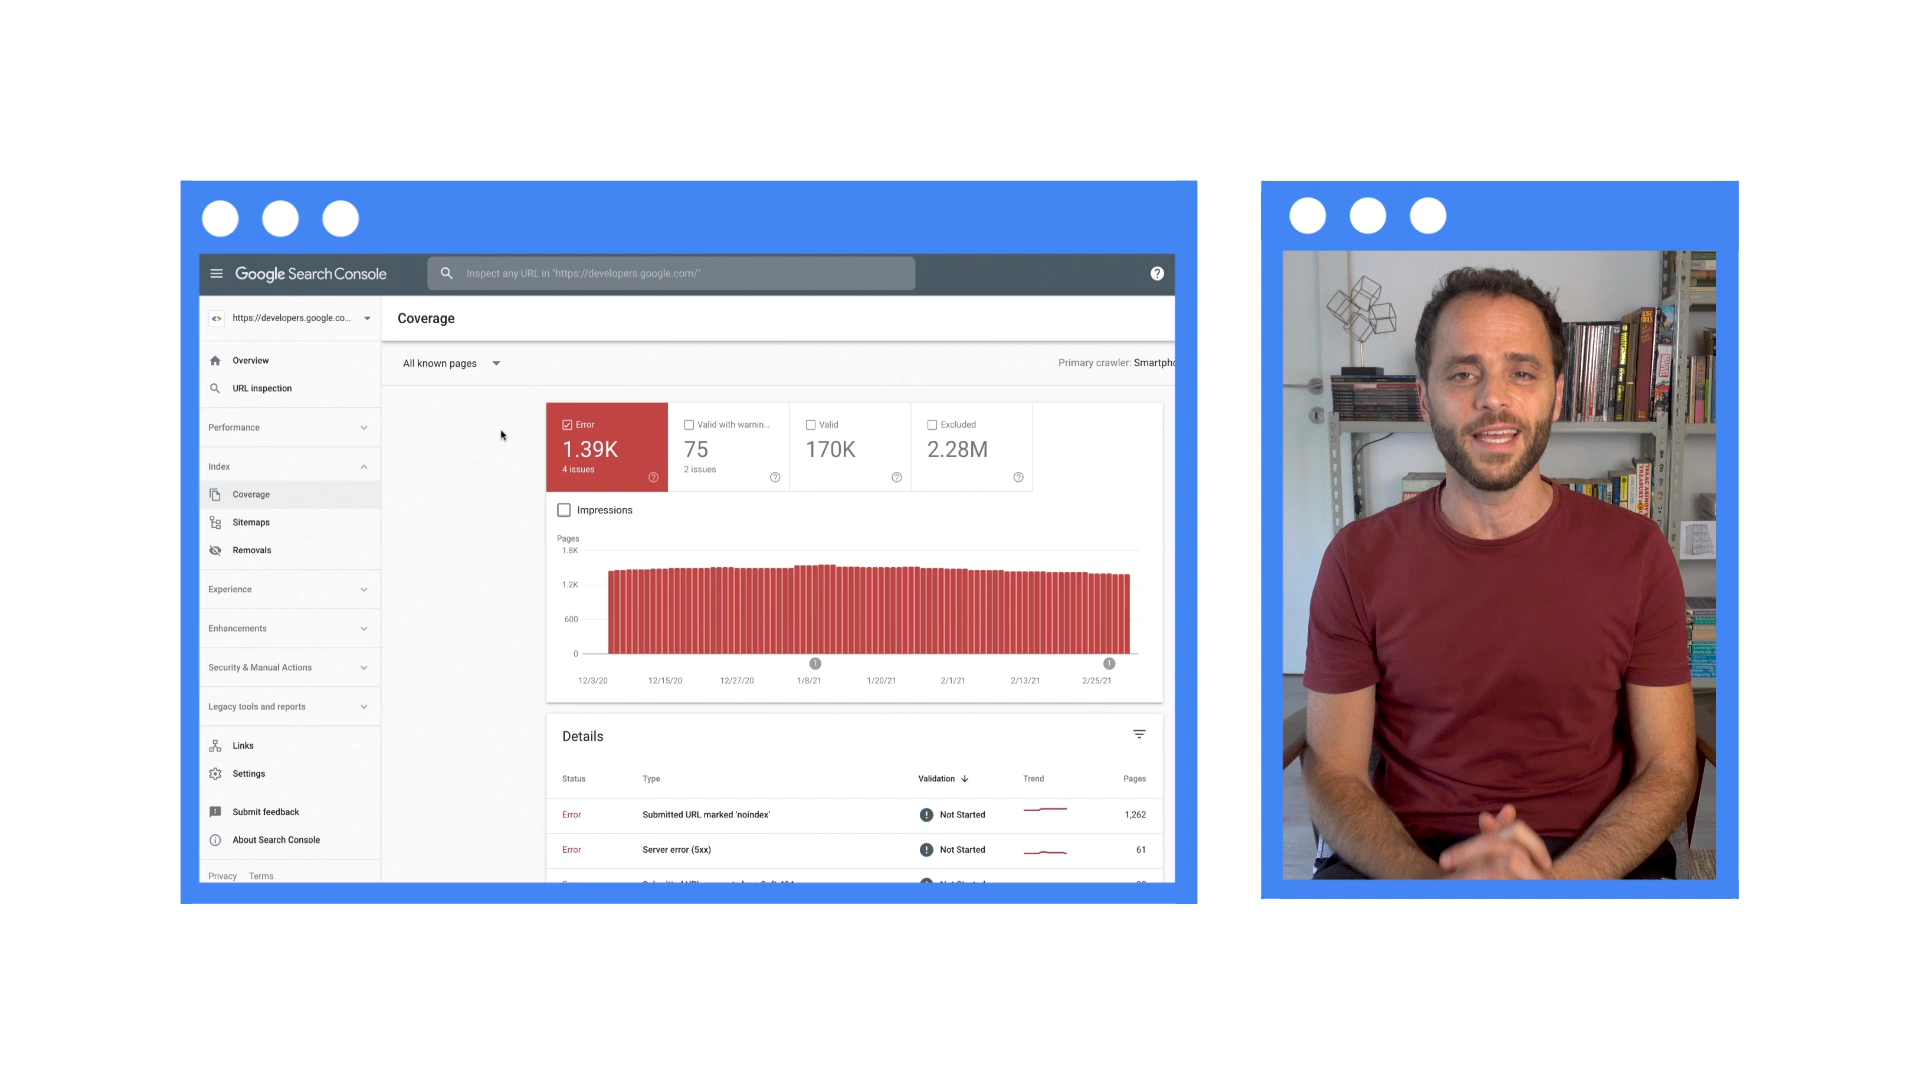 Google Search Console
Inspect any URL in "https://developers.google.com/"
https://developers.google.co...
Overview
URL inspection
Performance
Index
Coverage
Sitemaps
Removals
Experience
Enhancements
Security & Manual Actions
Legacy tools and reports
Links
Settings
Submit feedback
About Search Console
Privacy Terms
Coverage
All known pages
Primary crawler: Smartpho
Error
1.39K
4 issues
Valid with warnin...
75
2 issues
Valid
170K
Excluded
2.28M
Impressions
Pages
1.8K
1.2K
600
0
1 1
12/3/20 12/15/20 12/27/20 1/8/21 1/20/21 2/1/21 2/13/21 2/25/21
Details
Status Type Validation Trend Pages
Error Submitted URL marked 'noindex' Not Started 1,262
Error Server error (5xx) Not Started 61